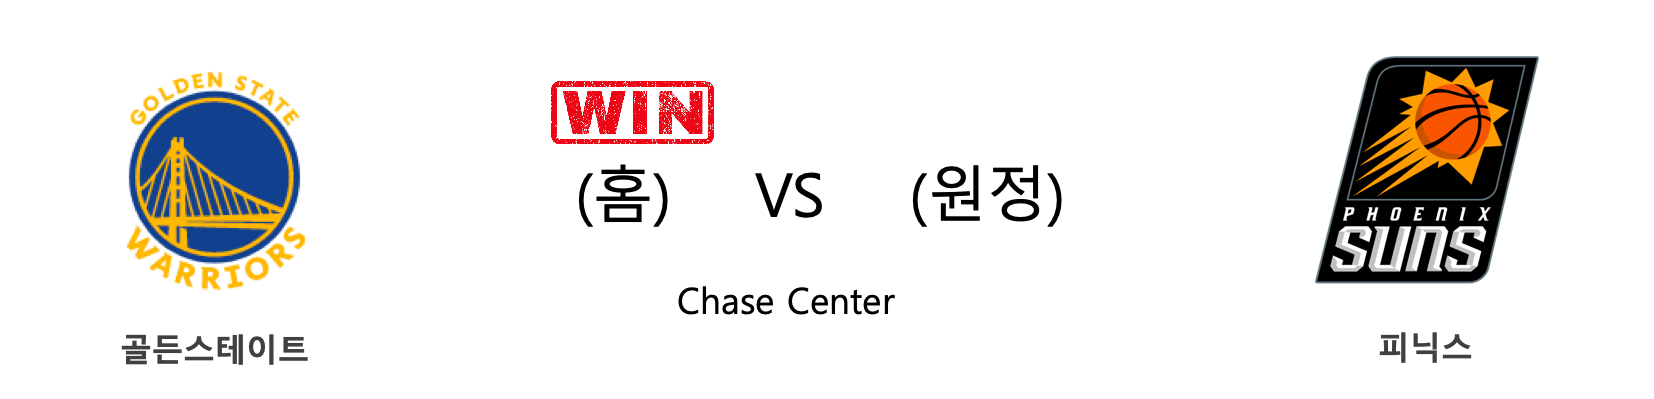 GOLDEN STATE
WARRIORS
골든스테이트
WIN
(홈) VS (원정)
Chase Center
PHOENIX
SUNS
피닉스